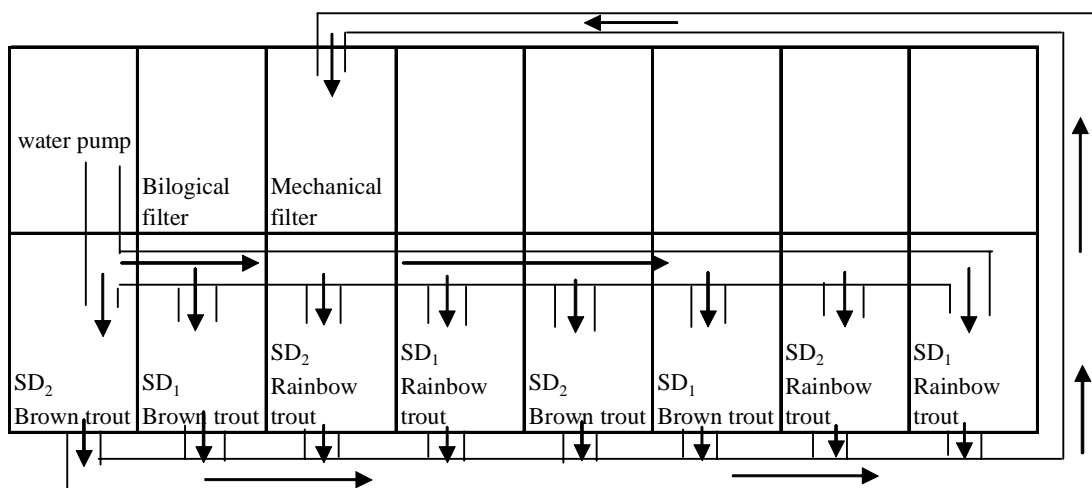 water pump
Bilogical
filter
Mechanical
filter
SD₂
Brown trout
SD₁
Brown trout
SD₂
Rainbow
trout
SD₁
Rainbow
trout
SD₂
Brown trout
SD₁
Brown trout
SD₂
Rainbow
trout
SD₁
Rainbow
trout